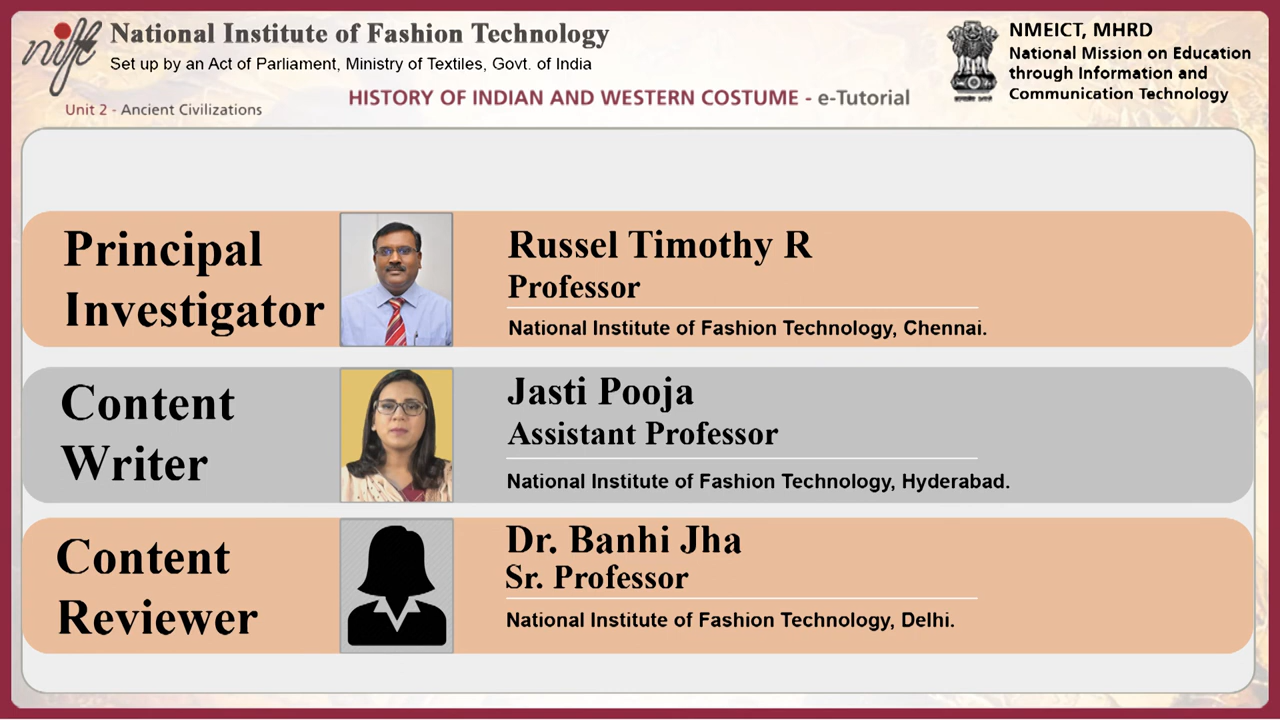 nift
National Institute of Fashion Technology
Set up by an Act of Parliament, Ministry of Textiles, Govt. of India
Unit 2 - Ancient Civilizations
HISTORY OF INDIAN AND WESTERN COSTUME - e-Tutorial
NMEICT, MHRD
National Mission on Education
through Information and
Communication Technology
Principal
Investigator
Russel Timothy R
Professor
National Institute of Fashion Technology, Chennai.
Content
Writer
Jasti Pooja
Assistant Professor
National Institute of Fashion Technology, Hyderabad.
Content
Reviewer
Dr. Banhi Jha
Sr. Professor
National Institute of Fashion Technology, Delhi.